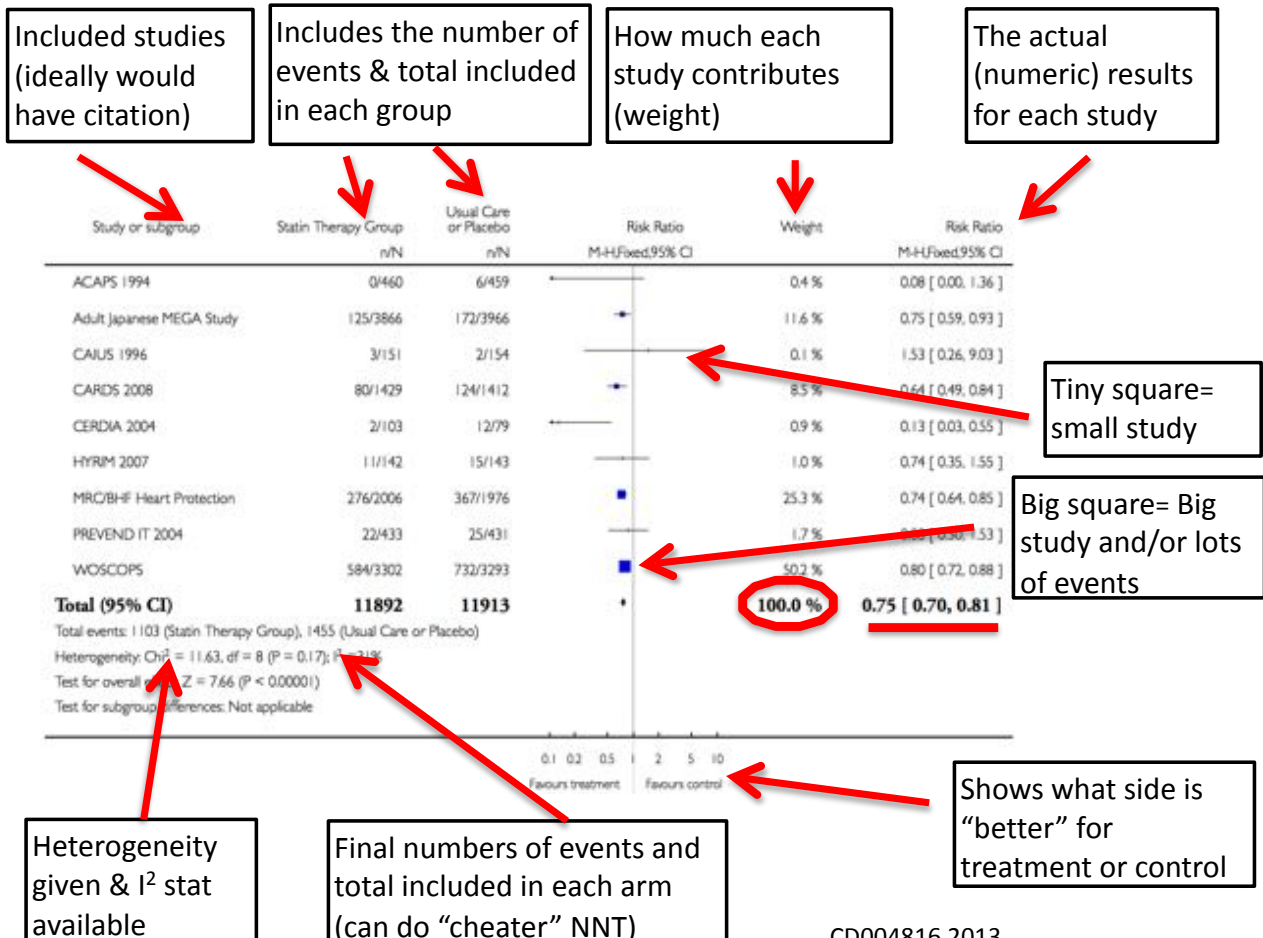 Included studies
(ideally would
have citation)
Includes the number of
events & total included
in each group
How much each
study contributes
(weight)
The actual
(numeric) results
for each study
Study or subgroup
Statin Therapy Group
Usual Care
or Placebo
Risk Ratio
Weight
Risk Ratio
n/N
n/N
M-H,Fixed,95% CI
M-H,Fixed,95% CI
ACAPS 1994 0/460 6/459 0.4 % 0.08 [ 0.00, 1.36 ]
Adult Japanese MEGA Study 125/3866 172/3966 11.6 % 0.75 [ 0.59, 0.93 ]
CAIUS 1996 3/151 2/154 0.1 % 1.53 [ 0.26, 9.03 ]
CARDS 2008 80/1429 124/1412 8.5 % 0.64 [ 0.49, 0.84 ]
CERDIA 2004 2/103 12/79 0.9 % 0.13 [ 0.03, 0.55 ]
HYRIM 2007 11/142 15/143 1.0 % 0.74 [ 0.35, 1.55 ]
MRC/BHF Heart Protection 276/2006 367/1976 25.3 % 0.74 [ 0.64, 0.85 ]
PREVEND IT 2004 22/433 25/431 1.7 % 1.53 ]
WOSCOPS 584/3302 732/3293 50.2 % 0.80 [ 0.72, 0.88 ]
Total (95% CI) 11892 11913 100.0 % 0.75 [ 0.70, 0.81 ]
Total events: 1103 (Statin Therapy Group), 1455 (Usual Care or Placebo)
Heterogeneity: Chi² = 11.63, df = 8 (P = 0.17);
Test for overall Z = 7.66 (P < 0.00001)
Test for subgroup differences: Not applicable
0.1 0.2 0.5 1 2 5 10
Favours treatment Favours control
Tiny square=
small study
Big square= Big
study and/or lots
of events
Shows what side is
“better” for
treatment or control
Heterogeneity
given & I² stat
available
Final numbers of events and
total included in each arm
(can do “cheater” NNT)
CD004816 2013